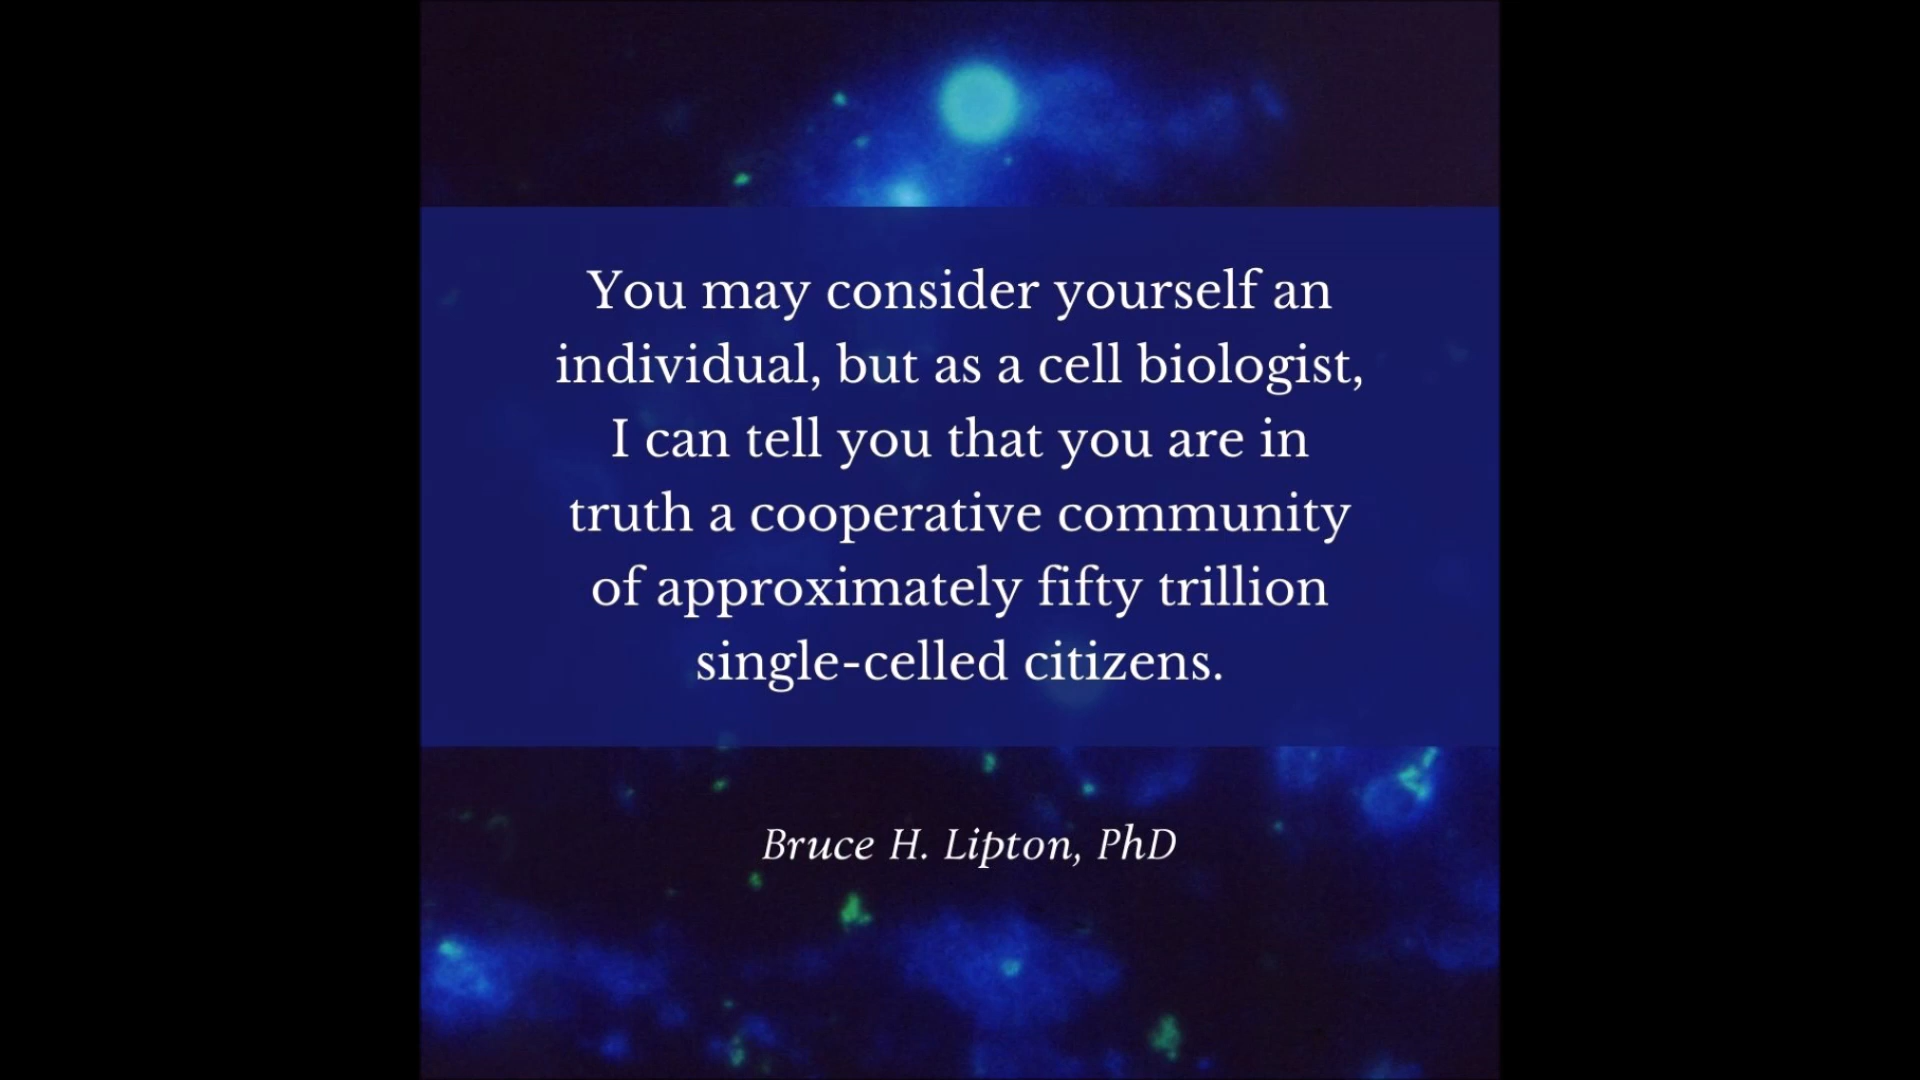 You may consider yourself an
individual, but as a cell biologist,
I can tell you that you are in
truth a cooperative community
of approximately fifty trillion
single-celled citizens.
Bruce H. Lipton, PhD